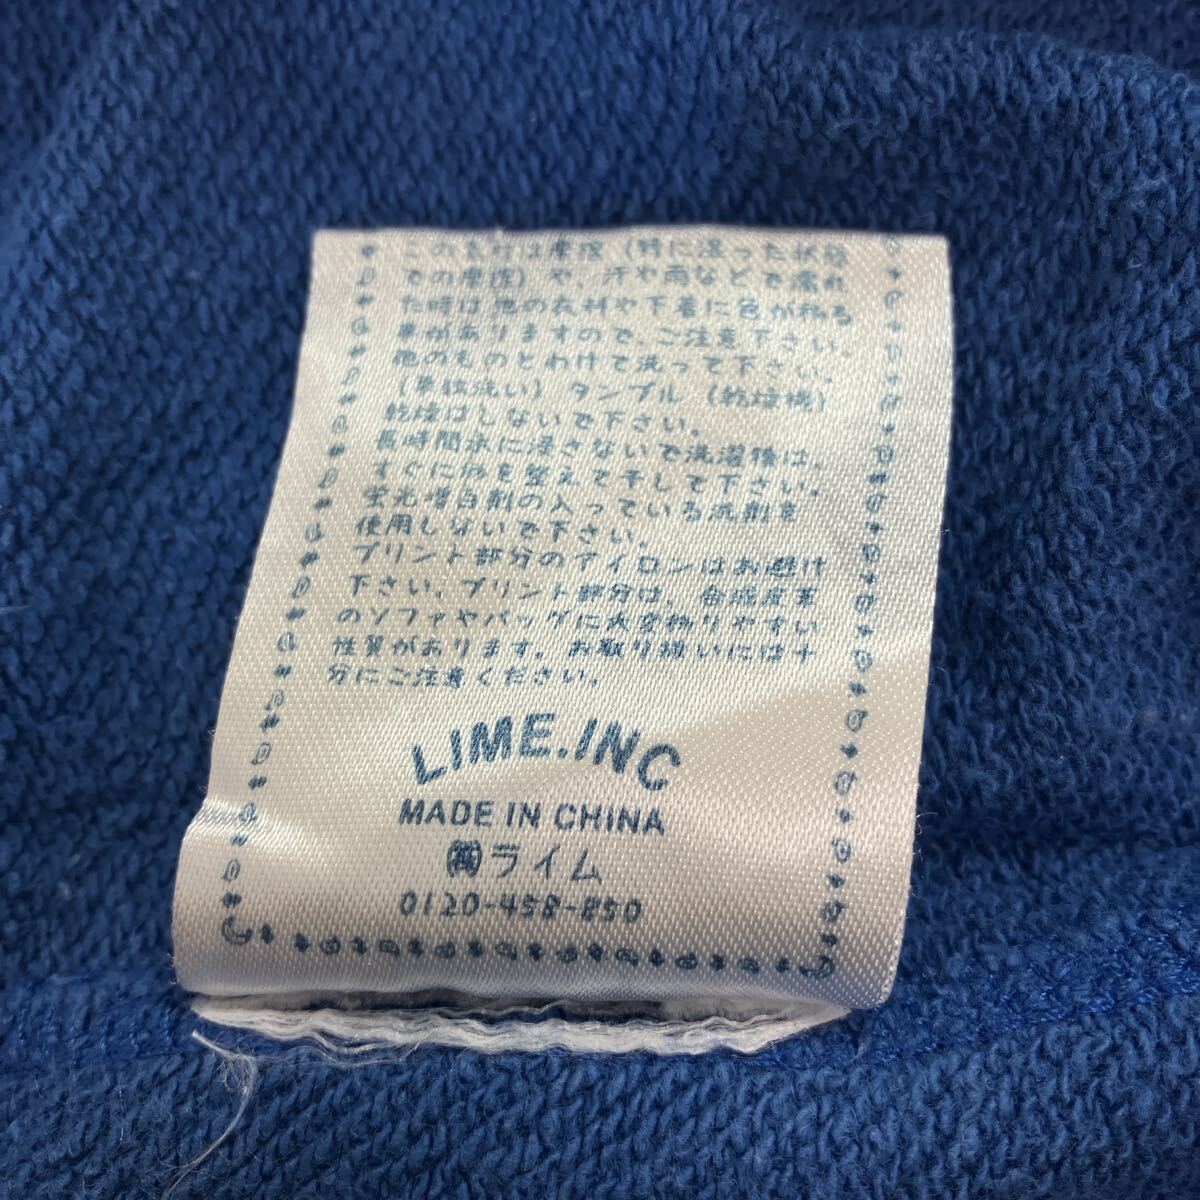 この素材は摩擦 (特に湿った状態
での摩擦) や、汗や雨などで濡れ
た時は他の衣料や下着に色が移る
事がありますので、ご注意下さい。
他のものとわけて洗って下さい。
(単独洗い) タンブル (乾燥機)
乾燥はしないで下さい。
長時間水に浸さないで洗濯後は、
すぐに形を整えて干して下さい。
蛍光増白剤の入っている洗剤を
使用しないで下さい。
プリント部分のアイロンはお避け
下さい。プリント部分は、合成皮革
のソファやバッグに大変移りやすい
性質があります。お取り扱いには十
分にご注意ください。
LIME.INC
MADE IN CHINA
㈱ライム
0120-458-850